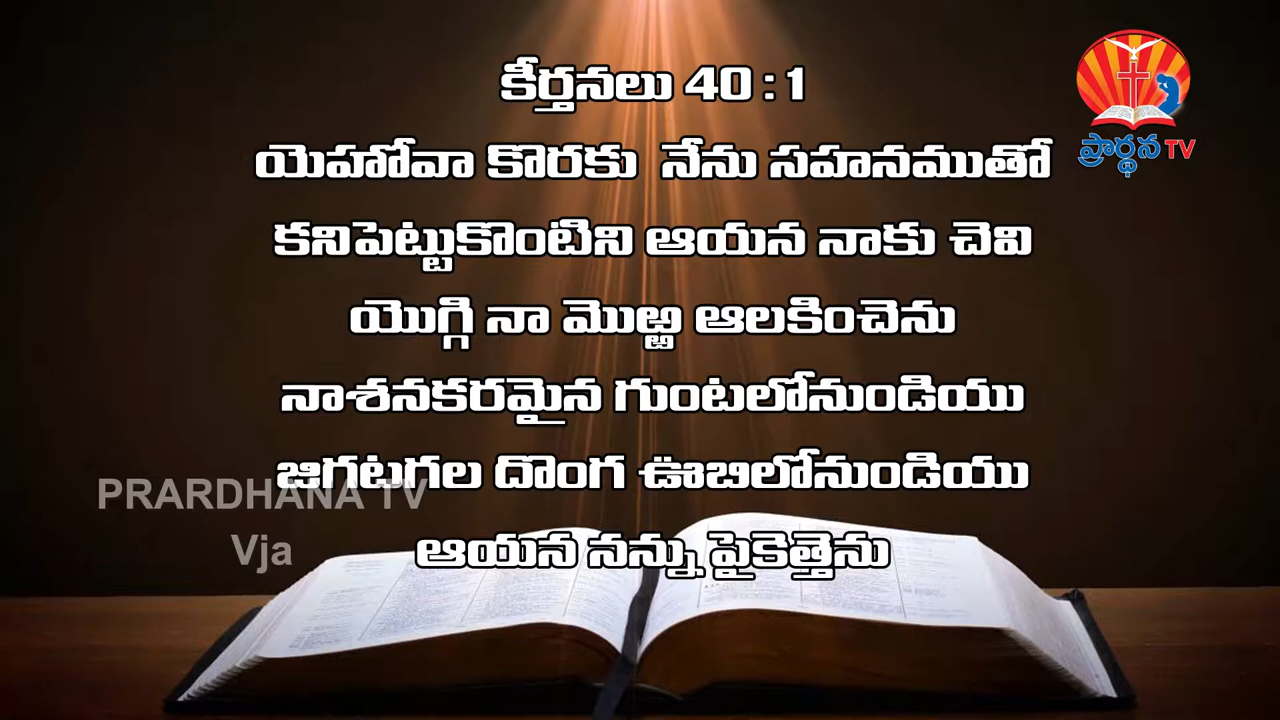 కీర్తనలు 40 : 1
యెహోవా కొరకు నేను సహనముతో
కనిపెట్టుకొంటిని ఆయన నాకు చెవి
యొగ్గి నా మొఱ్ఱ ఆలకించెను
నాశనకరమైన గుంటలోనుండియు
జిగటగల దొంగ ఊబిలోనుండియు
ఆయన నన్ను పైకెత్తెను
ప్రార్థన TV
PRARDHANA TV
Vja